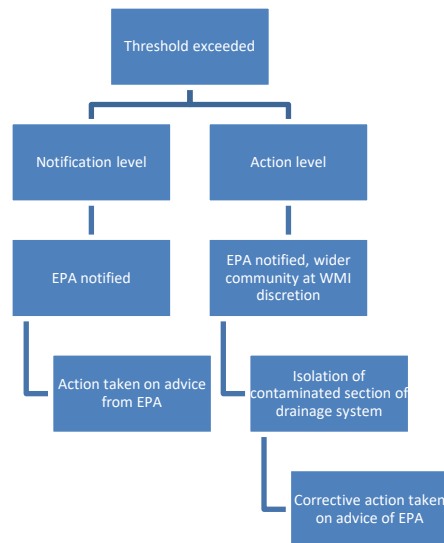 Threshold exceeded
Notification level
Action level
EPA notified
EPA notified, wider
community at WMI
discretion
Action taken on advice
from EPA
Isolation of
contaminated section of
drainage system
Corrective action taken
on advice of EPA